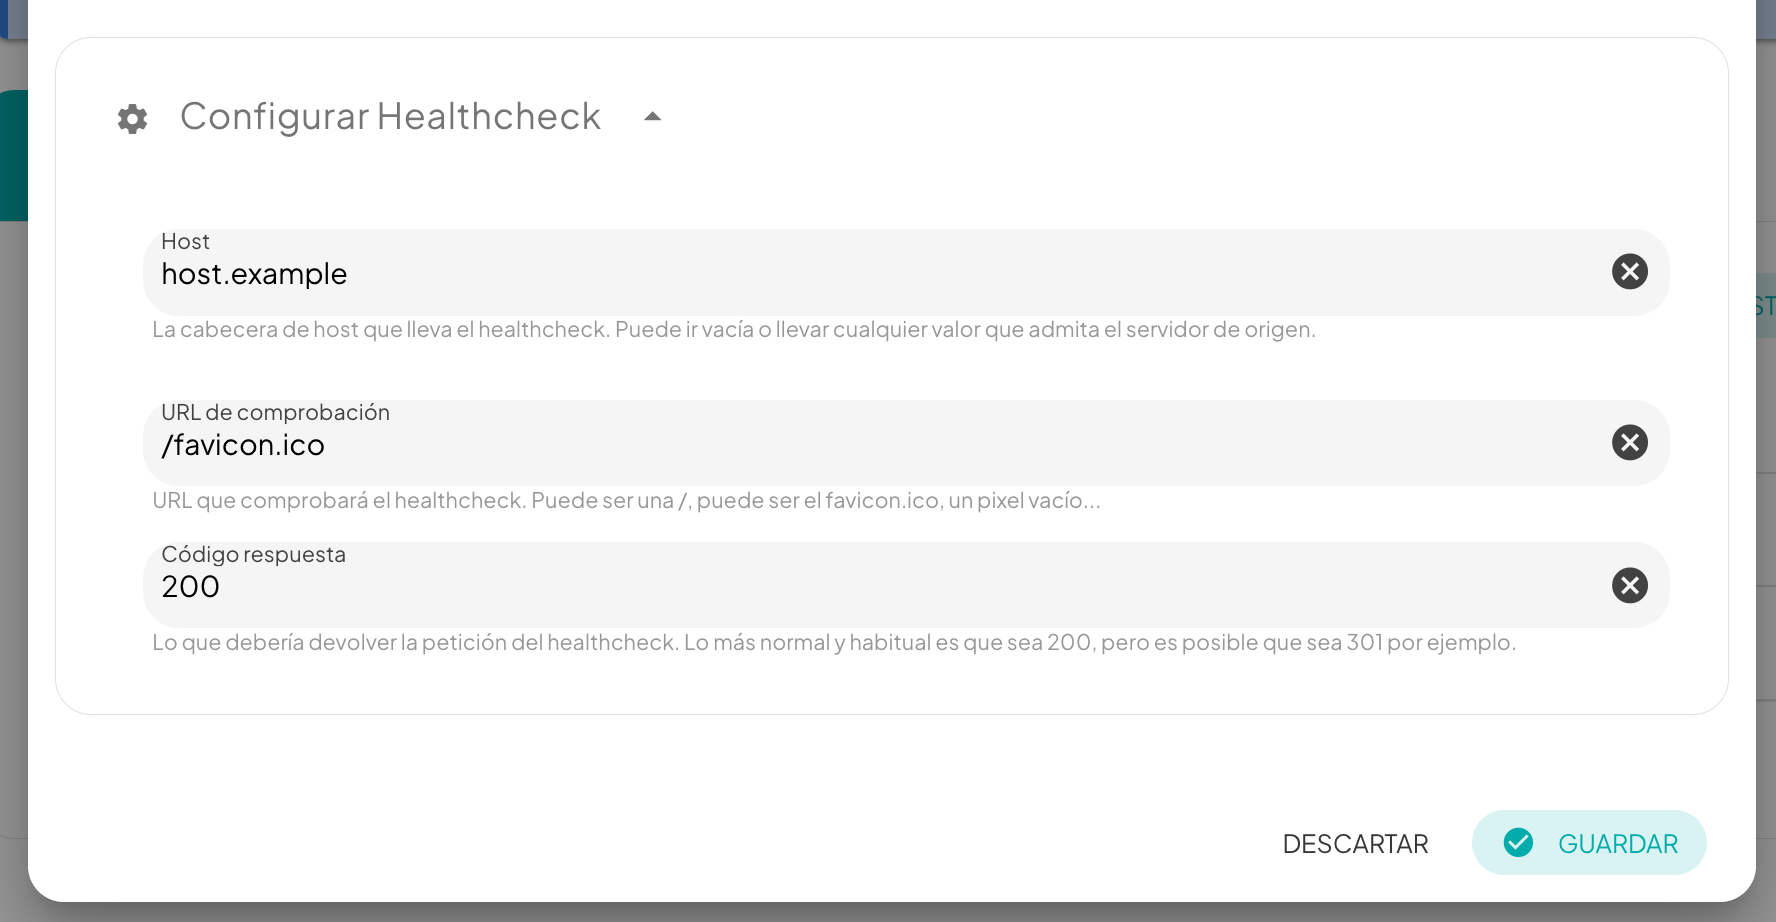 Configurar Healthcheck
Host
host.example
La cabecera de host que lleva el healthcheck. Puede ir vacía o llevar cualquier valor que admita el servidor de origen.
URL de comprobación
/favicon.ico
URL que comprobará el healthcheck. Puede ser una /, puede ser el favicon.ico, un pixel vacío...
Código respuesta
200
Lo que debería devolver la petición del healthcheck. Lo más normal y habitual es que sea 200, pero es posible que sea 301 por ejemplo.
DESCARTAR
GUARDAR